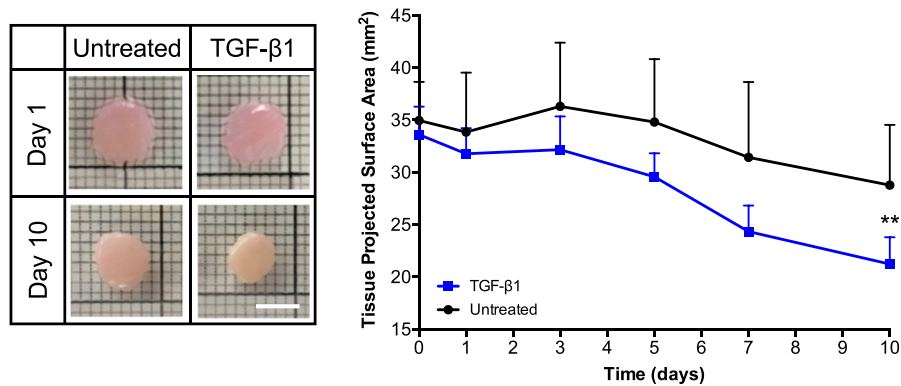 Untreated TGF-β1
Day 1
Day 10
Tissue Projected Surface Area (mm²)
45
40
35
30
25
20
15
**
TGF-β1
Untreated
0 1 2 3 4 5 6 7 8 9 10
Time (days)